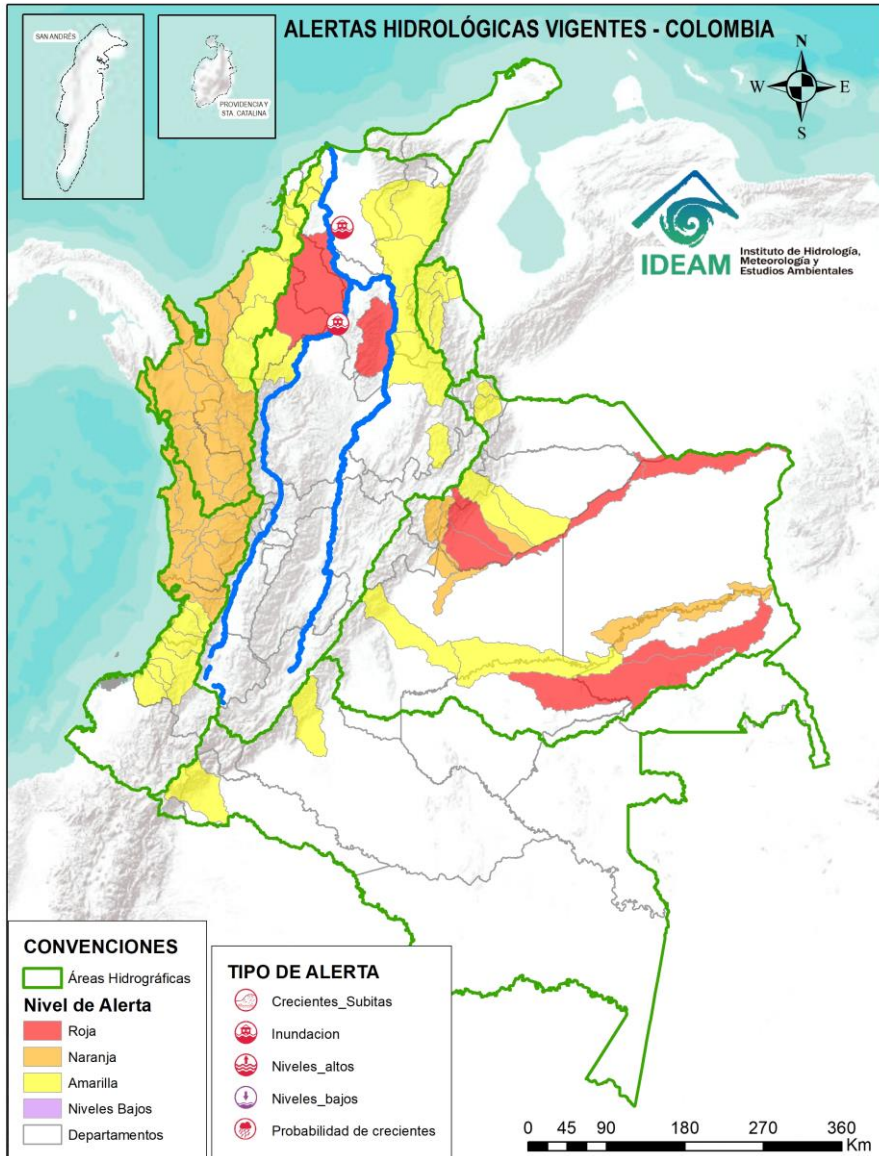 ALERTAS HIDROLÓGICAS VIGENTES - COLOMBIA
SAN ANDRÉS
PROVIDENCIA Y
STA. CATALINA
N
W
E
S
IDEAM
Instituto de Hidrología,
Meteorología y
Estudios Ambientales
CONVENCIONES
Áreas Hidrográficas
Nivel de Alerta
Roja
Naranja
Amarilla
Niveles Bajos
Departamentos
TIPO DE ALERTA
Crecientes_Subitas
Inundacion
Niveles_altos
Niveles_bajos
Probabilidad de crecientes
0 45 90 180 270 360
Km